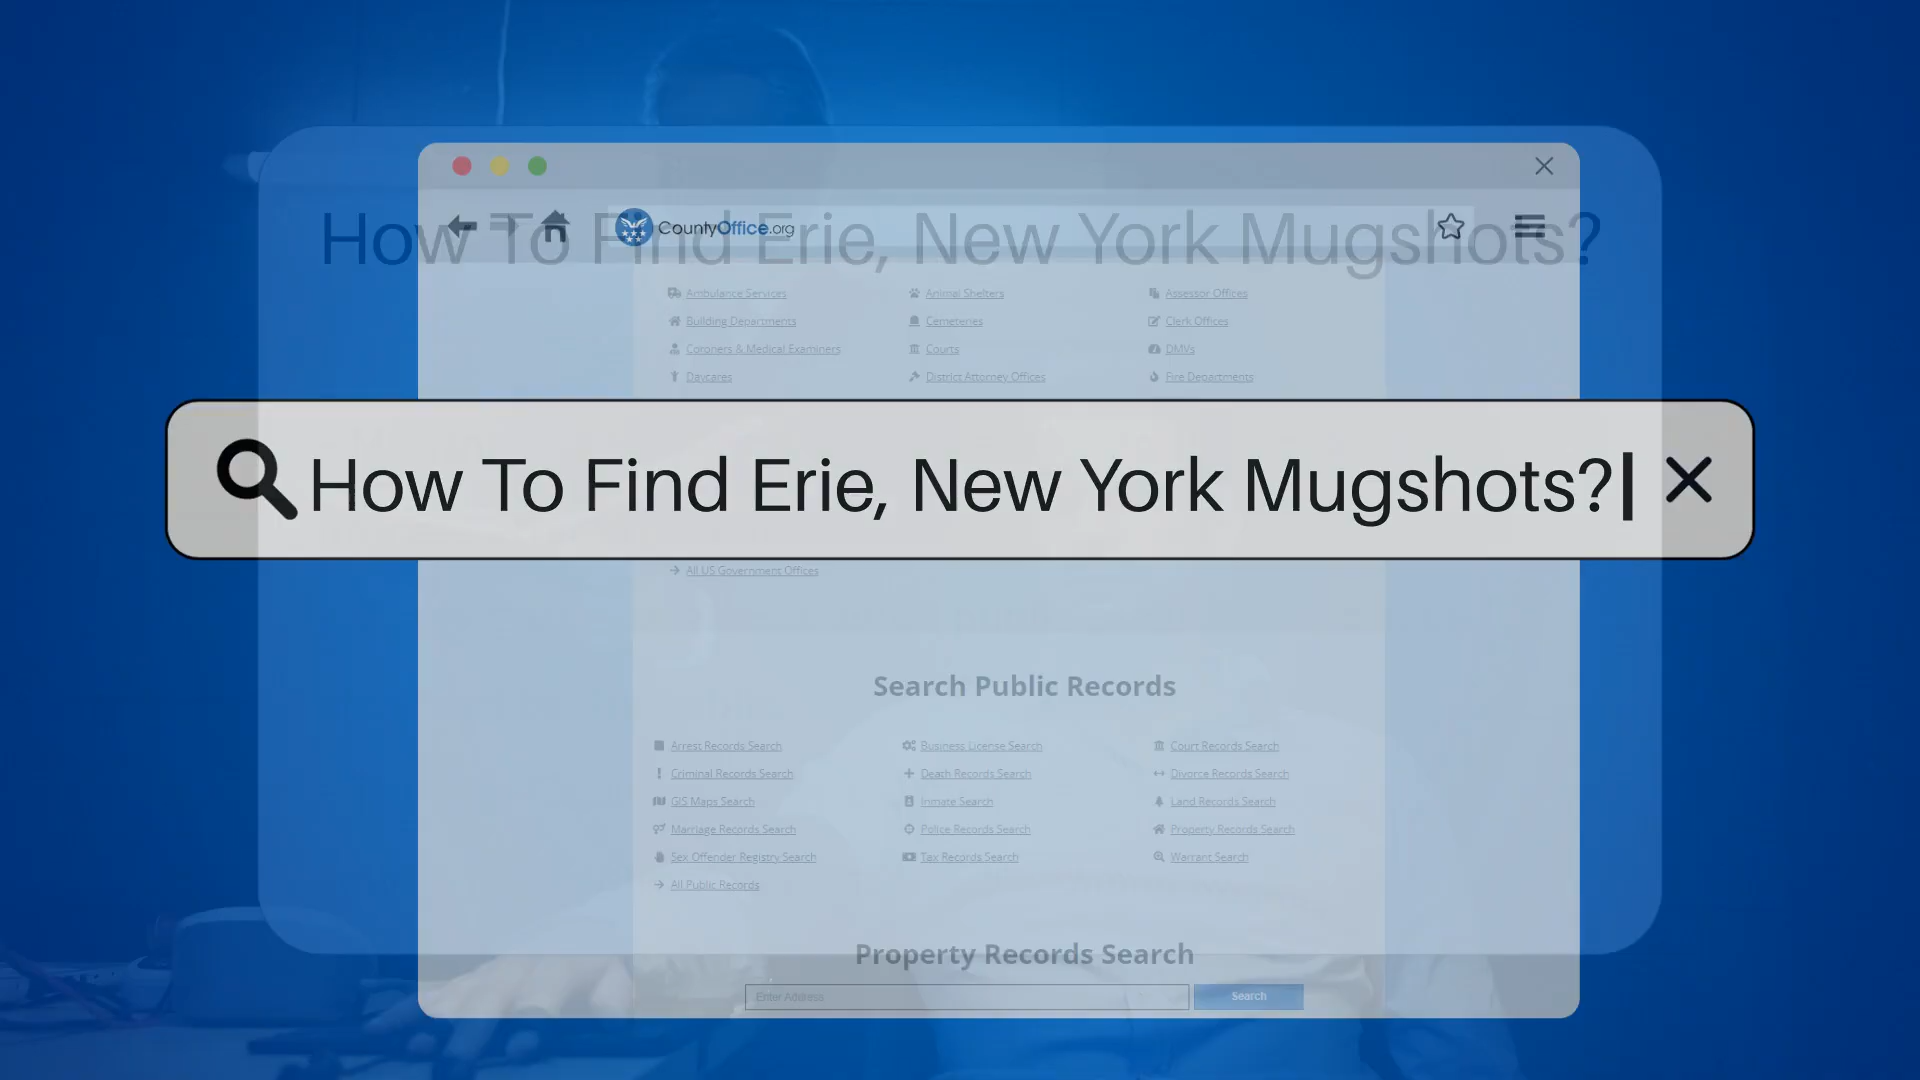 CountyOffice.org
How To Find Erie, New York Mugshots?
Ambulance Services
Animal Shelters
Assessor Offices
Building Departments
Cemeteries
Clerk Offices
Coroners & Medical Examiners
Courts
DMVs
Daycares
District Attorney Offices
Fire Departments
How To Find Erie, New York Mugshots?
All US Government Offices
Search Public Records
Arrest Records Search
Business License Search
Court Records Search
Criminal Records Search
Death Records Search
Divorce Records Search
GIS Maps Search
Inmate Search
Land Records Search
Marriage Records Search
Police Records Search
Property Records Search
Sex Offender Registry Search
Tax Records Search
Warrant Search
All Public Records
Property Records Search
Enter Address
Search